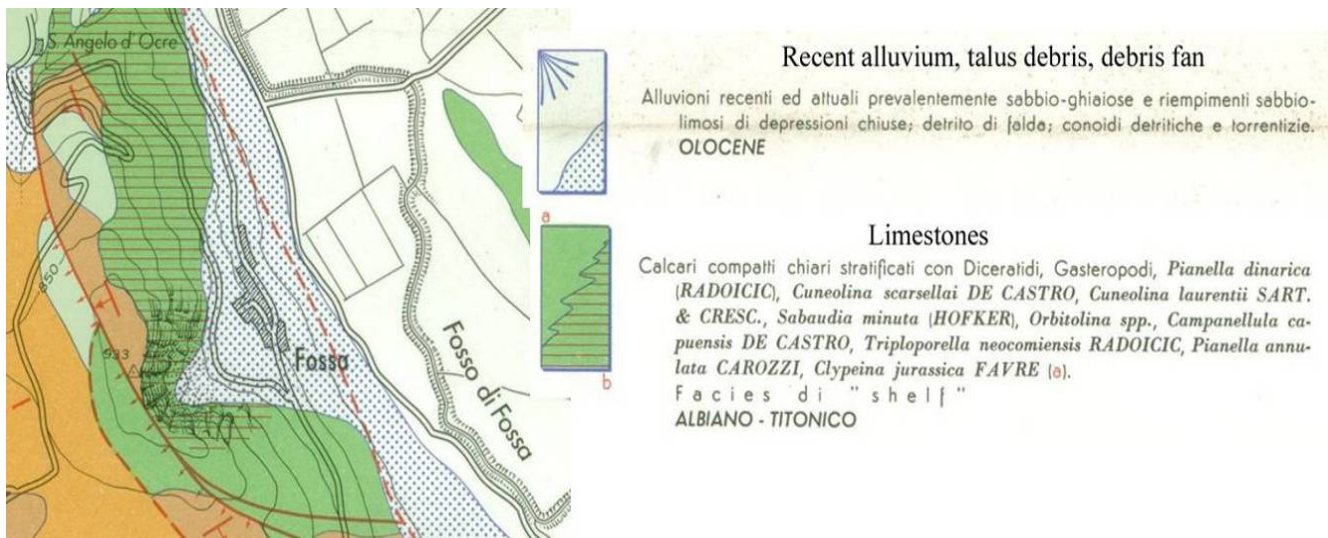 S. Angelo d'Ocre
850
933
Fossa
Fosso di Fossa
Recent alluvium, talus debris, debris fan
Alluvioni recenti ed attuali prevalentemente sabbio-ghiaiose e riempimenti sabbio-
limosi di depressioni chiuse; detrito di falda; conoidi detritiche e torrentizie.
OLOCENE
a
Limestones
Calcari compatti chiari stratificati con Diceratidi, Gasteropodi, Pianella dinarica
(RADOICIC), Cuneolina scarsellai DE CASTRO, Cuneolina laurentii SART.
& CRESC., Sabaudia minuta (HOFKER), Orbitolina spp., Campanellula ca-
puensis DE CASTRO, Triploporella neocomiensis RADOICIC, Pianella annu-
lata CAROZZI, Clypeina jurassica FAVRE (a).
Facies di "shelf"
ALBIANO - TITONICO
b